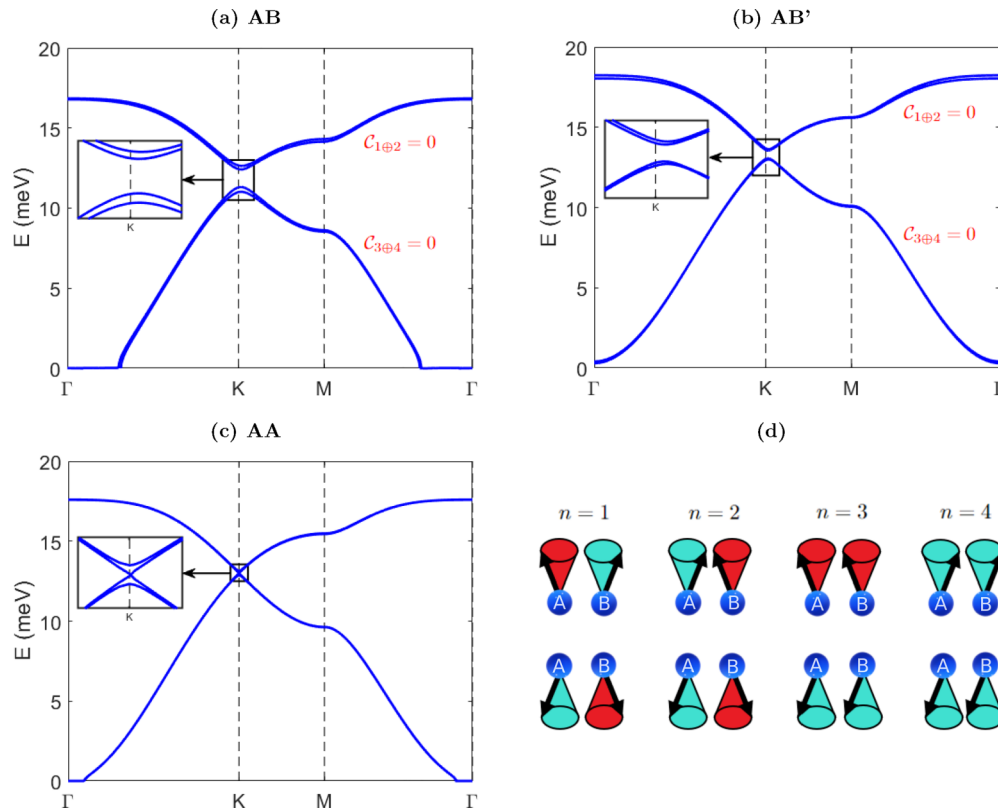 (a) AB
20
15
10
5
0
E (meV)
Γ
K
M
Γ
K
𝒞₁⊕₂ = 0
𝒞₃⊕₄ = 0
(b) AB'
20
15
10
5
0
E (meV)
Γ
K
M
Γ
K
𝒞₁⊕₂ = 0
𝒞₃⊕₄ = 0
(c) AA
20
15
10
5
0
E (meV)
Γ
K
M
Γ
K
(d)
n = 1 n = 2 n = 3 n = 4
A B A B A B A B
A B A B A B A B